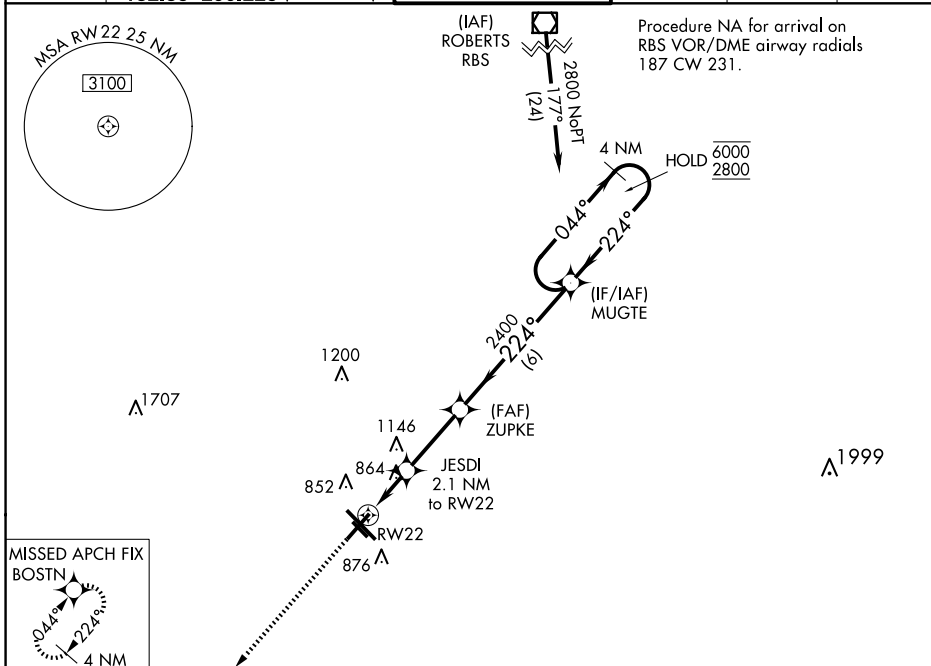 MSA RW22 25 NM
3100
(IAF)
ROBERTS
RBS
2800 NoPT
177°
(24)
Procedure NA for arrival on
RBS VOR/DME airway radials
187 CW 231.
4 NM
HOLD 6000
2800
044°
224°
(IF/IAF)
MUGTE
2400
224°
(6)
1200
1707
(FAF)
ZUPKE
1146
864
852
JESDI
2.1 NM
to RW22
1999
RW22
876
MISSED APCH FIX
BOSTN
044°
224°
4 NM